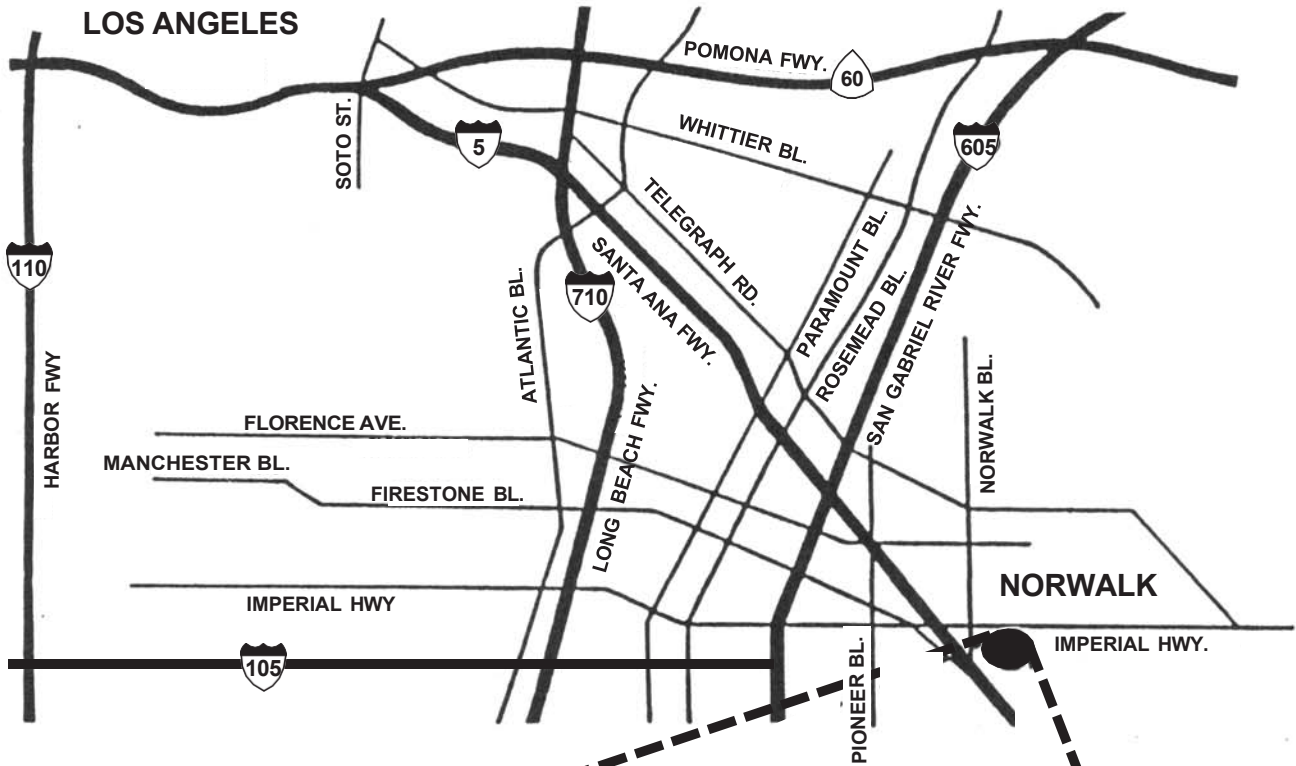 LOS ANGELES
POMONA FWY.
60
SOTO ST.
5
WHITTIER BL.
605
TELEGRAPH RD.
110
SANTA ANA FWY.
710
ATLANTIC BL.
PARAMOUNT BL.
ROSEMEAD BL.
SAN GABRIEL RIVER FWY.
HARBOR FWY
NORWALK BL.
FLORENCE AVE.
MANCHESTER BL.
FIRESTONE BL.
LONG BEACH FWY.
NORWALK
IMPERIAL HWY
IMPERIAL HWY.
105
PIONEER BL.